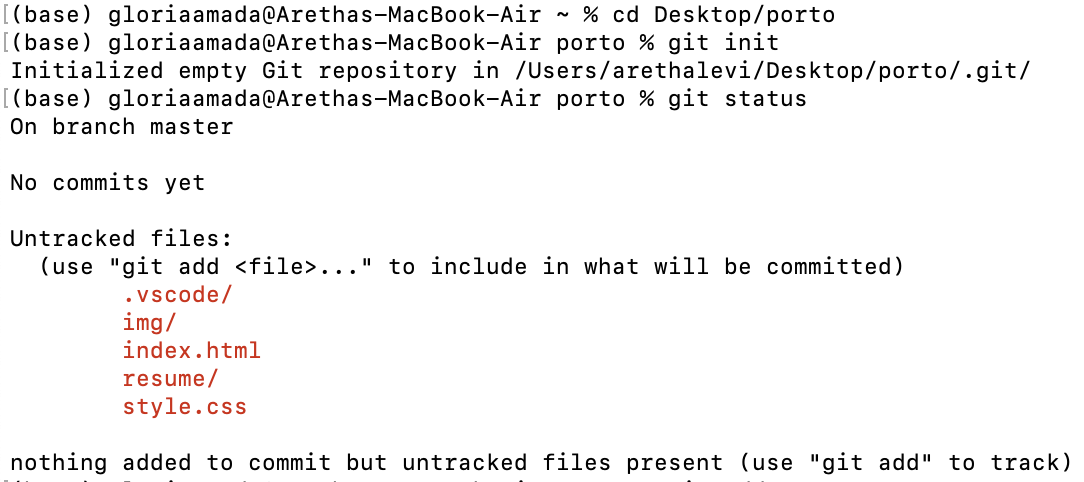 [(base) gloriaamada@Arethas-MacBook-Air ~ % cd Desktop/porto
[(base) gloriaamada@Arethas-MacBook-Air porto % git init
Initialized empty Git repository in /Users/arethalevi/Desktop/porto/.git/
[(base) gloriaamada@Arethas-MacBook-Air porto % git status
On branch master
No commits yet
Untracked files:
(use "git add <file>..." to include in what will be committed)
.vscode/
img/
index.html
resume/
style.css
nothing added to commit but untracked files present (use "git add" to track)